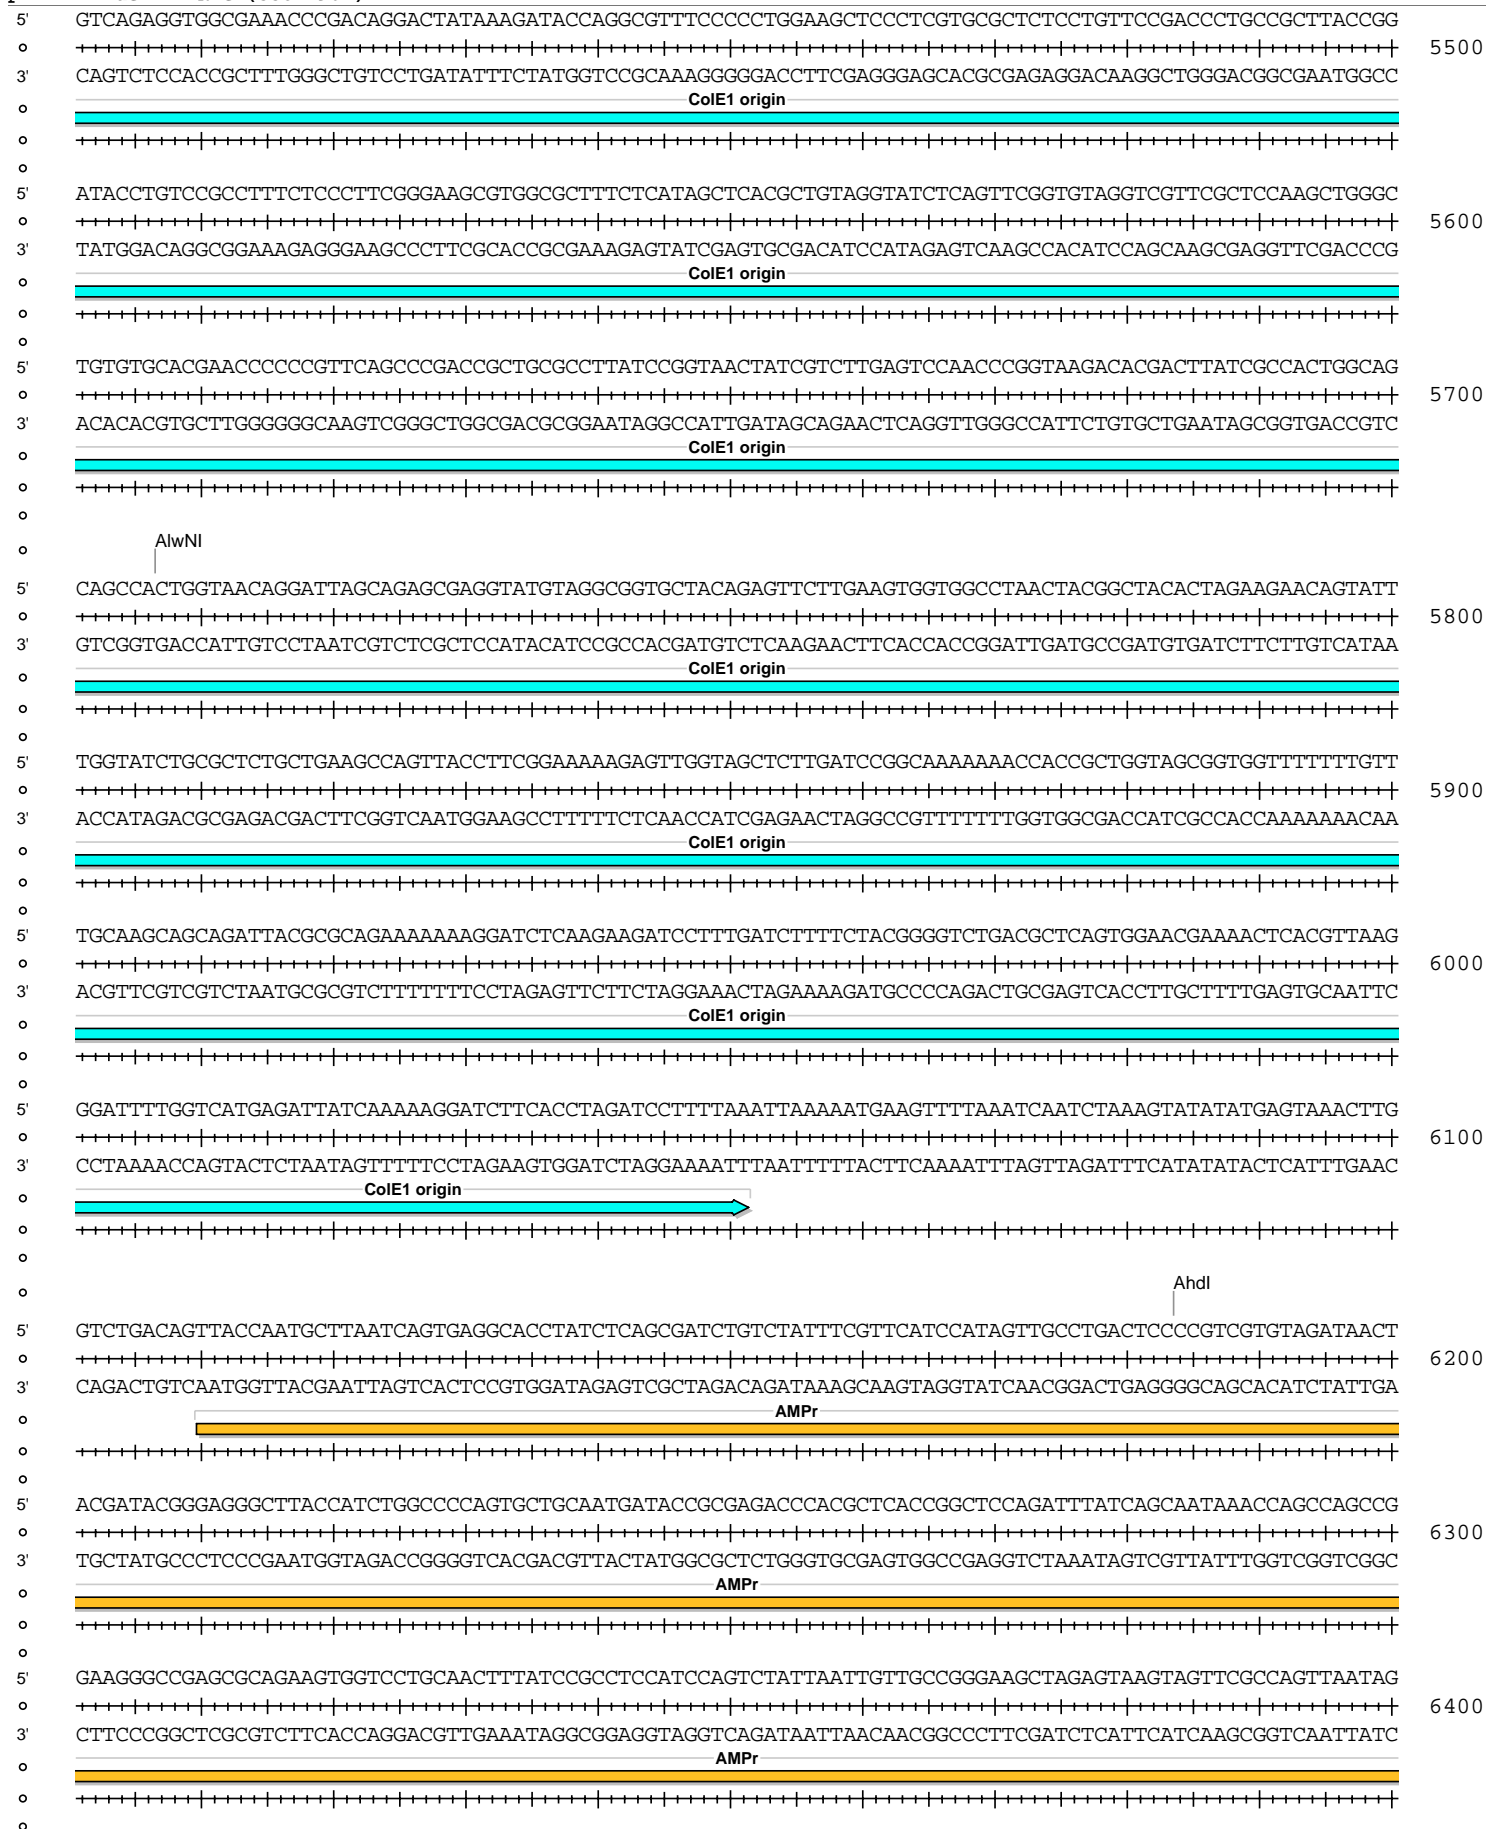 5' GTCAGAGGTGGCGAAACCCGACAGGACTATAAAGATACCAGGCGTTTCCCCCTGGAAGCTCCCTCGTGCGCTCTCCTGTTCCGACCCTGCCGCTTACCGG
5500
3' CAGTCTCCACCGCTTTGGGCTGTCCTGATATTTCTATGGTCCGCAAAGGGGGACCTTCGAGGGAGCACGCGAGAGGACAAGGCTGGGACGGCGAATGGCC
ColE1 origin
5' ATACCTGTCCGCCTTTCTCCCTTCGGGAAGCGTGGCGCTTTCTCATAGCTCACGCTGTAGGTATCTCAGTTCGGTGTAGGTCGTTCGCTCCAAGCTGGGC
5600
3' TATGGACAGGCGGAAAGAGGGAAGCCCTTCGCACCGCGAAAGAGTATCGAGTGCGACATCCATAGAGTCAAGCCACATCCAGCAAGCGAGGTTCGACCCG
ColE1 origin
5' TGTGTGCACGAACCCCCCGTTCAGCCCGACCGCTGCGCCTTATCCGGTAACTATCGTCTTGAGTCCAACCCGGTAAGACACGACTTATCGCCACTGGCAG
5700
3' ACACACGTGCTTGGGGGGCAAGTCGGGCTGGCGACGCGGAATAGGCCATTGATAGCAGAACTCAGGTTGGGCCATTCTGTGCTGAATAGCGGTGACCGTC
ColE1 origin
AlwNI
5' CAGCCACTGGTAACAGGATTAGCAGAGCGAGGTATGTAGGCGGTGCTACAGAGTTCTTGAAGTGGTGGCCTAACTACGGCTACACTAGAAGAACAGTATT
5800
3' GTCGGTGACCATTGTCCTAATCGTCTCGCTCCATACATCCGCCACGATGTCTCAAGAACTTCACCACCGGATTGATGCCGATGTGATCTTCTTGTCATAA
ColE1 origin
5' TGGTATCTGCGCTCTGCTGAAGCCAGTTACCTTCGGAAAAAGAGTTGGTAGCTCTTGATCCGGCAAAAAAACCACCGCTGGTAGCGGTGGTTTTTTTGTT
5900
3' ACCATAGACGCGAGACGACTTCGGTCAATGGAAGCCTTTTTCTCAACCATCGAGAACTAGGCCGTTTTTTTGGTGGCGACCATCGCCACCAAAAAAACAA
ColE1 origin
5' TGCAAGCAGCAGATTACGCGCAGAAAAAAAGGATCTCAAGAAGATCCTTTGATCTTTTCTACGGGGTCTGACGCTCAGTGGAACGAAAACTCACGTTAAG
6000
3' ACGTTCGTCGTCTAATGCGCGTCTTTTTTTCCTAGAGTTCTTCTAGGAAACTAGAAAAGATGCCCCAGACTGCGAGTCACCTTGCTTTTGAGTGCAATTC
ColE1 origin
5' GGATTTTGGTCATGAGATTATCAAAAAGGATCTTCACCTAGATCCTTTTAAATTAAAAATGAAGTTTTAAATCAATCTAAAGTATATATGAGTAAACTTG
6100
3' CCTAAAACCAGTACTCTAATAGTTTTTCCTAGAAGTGGATCTAGGAAAATTTAATTTTTACTTCAAAATTTAGTTAGATTTCATATATACTCATTTGAAC
ColE1 origin
AhdI
5' GTCTGACAGTTACCAATGCTTAATCAGTGAGGCACCTATCTCAGCGATCTGTCTATTTCGTTCATCCATAGTTGCCTGACTCCCCGTCGTGTAGATAACT
6200
3' CAGACTGTCAATGGTTACGAATTAGTCACTCCGTGGATAGAGTCGCTAGACAGATAAAGCAAGTAGGTATCAACGGACTGAGGGGCAGCACATCTATTGA
AMPr
5' ACGATACGGGAGGGCTTACCATCTGGCCCCAGTGCTGCAATGATACCGCGAGACCCACGCTCACCGGCTCCAGATTTATCAGCAATAAACCAGCCAGCCG
6300
3' TGCTATGCCCTCCCGAATGGTAGACCGGGGTCACGACGTTACTATGGCGCTCTGGGTGCGAGTGGCCGAGGTCTAAATAGTCGTTATTTGGTCGGTCGGC
AMPr
5' GAAGGGCCGAGCGCAGAAGTGGTCCTGCAACTTTATCCGCCTCCATCCAGTCTATTAATTGTTGCCGGGAAGCTAGAGTAAGTAGTTCGCCAGTTAATAG
6400
3' CTTCCCGGCTCGCGTCTTCACCAGGACGTTGAAATAGGCGGAGGTAGGTCAGATAATTAACAACGGCCCTTCGATCTCATTCATCAAGCGGTCAATTATC
AMPr